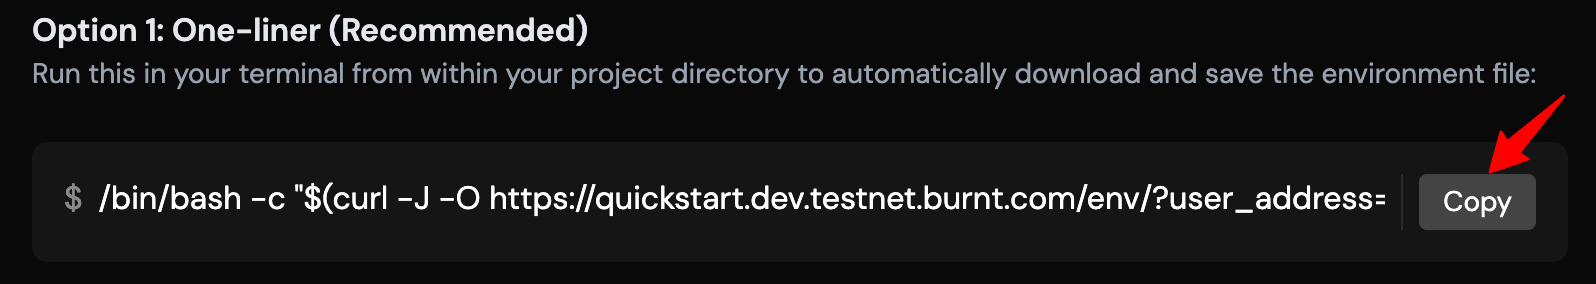 Option 1: One-liner (Recommended)
Run this in your terminal from within your project directory to automatically download and save the environment file:
$ /bin/bash -c "$(curl -J -O https://quickstart.dev.testnet.burnt.com/env/?user_address=
Copy